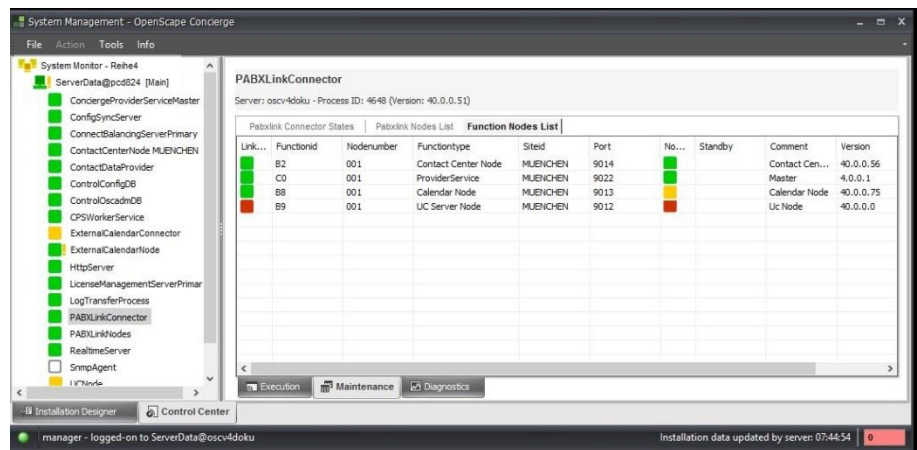 System Management - OpenScape Concierge
File Action Tools Info
System Monitor - Reihe4
ServerData@pcd824 [Main]
ConciergeProviderServiceMaster
ConfigSyncServer
ConnectBalancingServerPrimary
ContactCenterNode MUENCHEN
ContactDataProvider
ControlConfigDB
ControlOscadmDB
CPSWorkerService
ExternalCalendarConnector
ExternalCalendarNode
HttpServer
LicenseManagementServerPrimar
LogTransferProcess
PABXLinkConnector
PABXLinkNodes
RealtimeServer
SnmpAgent
UCNode
Installation Designer Control Center
PABXLinkConnector
Server: oscv4doku - Process ID: 4648 (Version: 40.0.0.51)
Pabxlink Connector States Pabxlink Nodes List Function Nodes List
Link... Functionid Nodenumber Functiontype Siteid Port No... Standby Comment Version
B2 001 Contact Center Node MUENCHEN 9014 Contact Cen... 40.0.0.56
C0 001 ProviderService MUENCHEN 9022 Master 4.0.0.1
B8 001 Calendar Node MUENCHEN 9013 Calendar Node 40.0.0.75
B9 001 UC Server Node MUENCHEN 9012 Uc Node 40.0.0.0
Execution Maintenance Diagnostics
manager - logged-on to ServerData@oscv4doku Installation data updated by server: 07:44:54 0